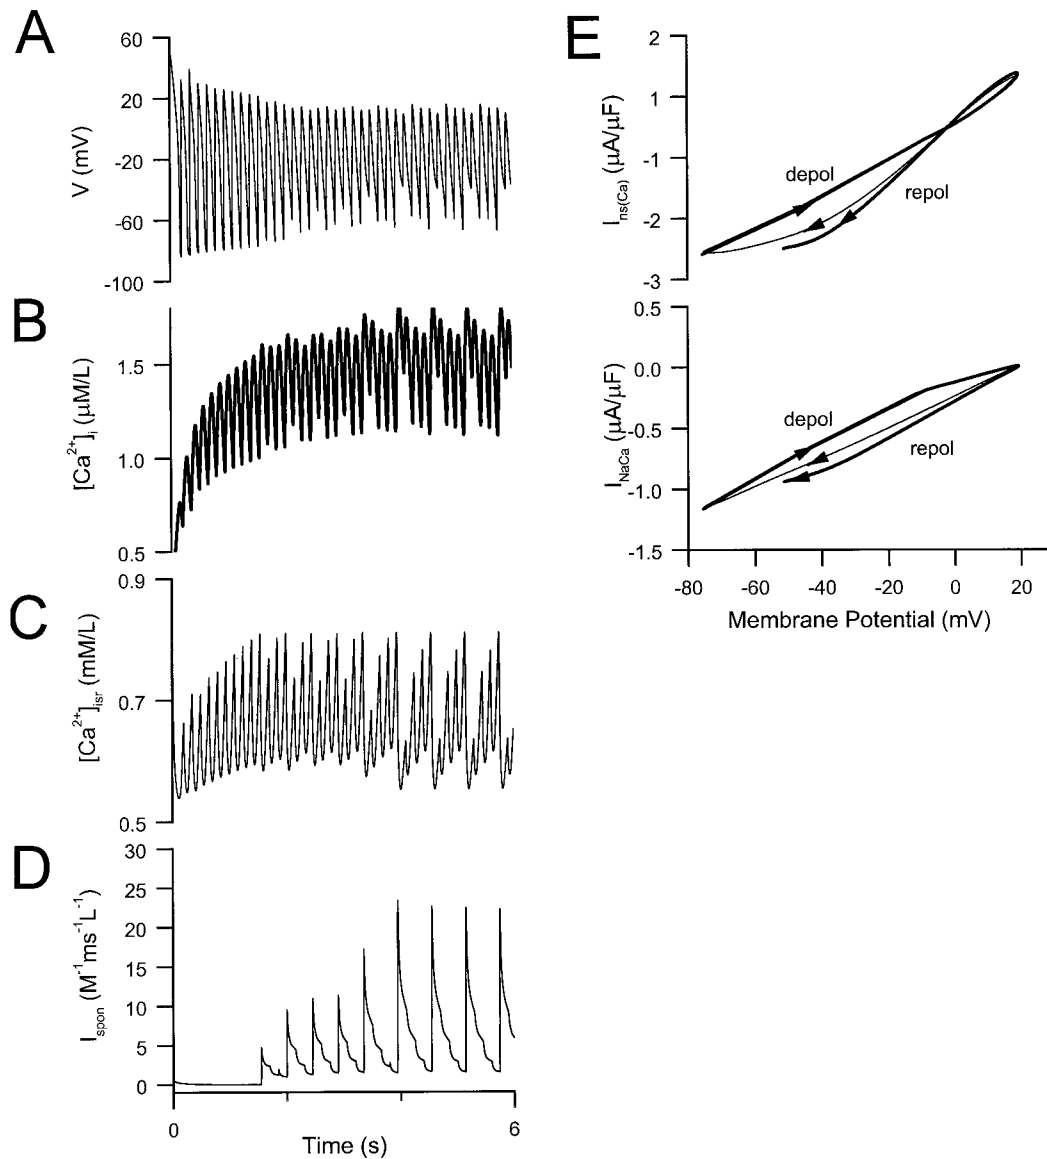 A
60
20
-20
-60
-100
V (mV)
B
1.5
1.0
0.5
[Ca²⁺]i (μM/L)
C
0.9
0.7
0.5
[Ca²⁺]isr (mM/L)
D
30
25
20
15
10
5
0
Ispon (M⁻¹ms⁻¹L⁻¹)
0
6
Time (s)
E
2
1
-1
-2
-3
Ins(Ca) (μA/μF)
depol
repol
0.5
0.0
-0.5
-1.0
-1.5
INaCa (μA/μF)
depol
repol
-80
-60
-40
-20
0
20
Membrane Potential (mV)